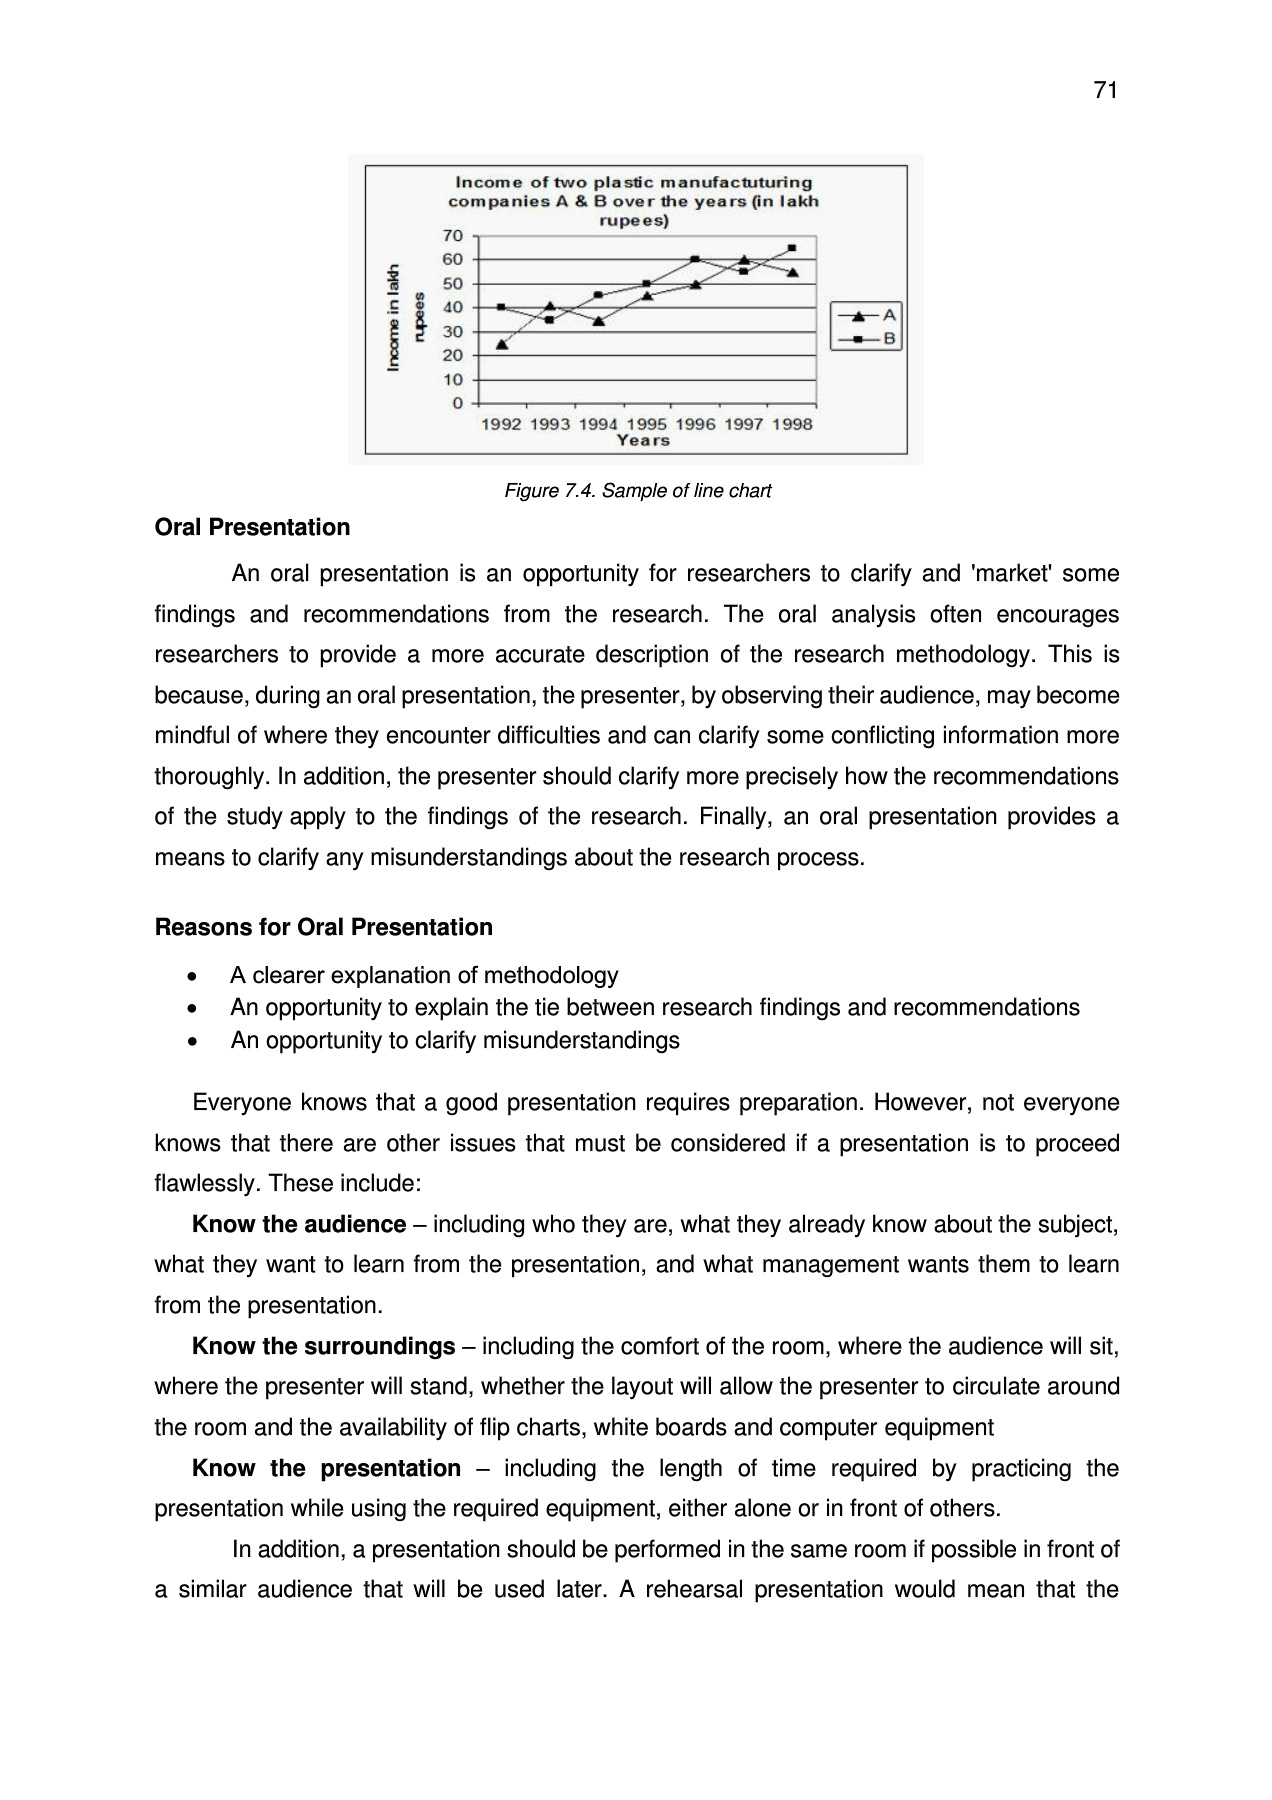 71
Income of two plastic manufactuturing
companies A & B over the years (in lakh
rupees)
Income in lakh
rupees
70
60
50
40
30
20
10
0
1992 1993 1994 1995 1996 1997 1998
Years
A
B
Figure 7.4. Sample of line chart
Oral Presentation
An oral presentation is an opportunity for researchers to clarify and 'market' some
findings and recommendations from the research. The oral analysis often encourages
researchers to provide a more accurate description of the research methodology. This is
because, during an oral presentation, the presenter, by observing their audience, may become
mindful of where they encounter difficulties and can clarify some conflicting information more
thoroughly. In addition, the presenter should clarify more precisely how the recommendations
of the study apply to the findings of the research. Finally, an oral presentation provides a
means to clarify any misunderstandings about the research process.
Reasons for Oral Presentation
• A clearer explanation of methodology
• An opportunity to explain the tie between research findings and recommendations
• An opportunity to clarify misunderstandings
Everyone knows that a good presentation requires preparation. However, not everyone
knows that there are other issues that must be considered if a presentation is to proceed
flawlessly. These include:
Know the audience – including who they are, what they already know about the subject,
what they want to learn from the presentation, and what management wants them to learn
from the presentation.
Know the surroundings – including the comfort of the room, where the audience will sit,
where the presenter will stand, whether the layout will allow the presenter to circulate around
the room and the availability of flip charts, white boards and computer equipment
Know the presentation – including the length of time required by practicing the
presentation while using the required equipment, either alone or in front of others.
In addition, a presentation should be performed in the same room if possible in front of
a similar audience that will be used later. A rehearsal presentation would mean that the